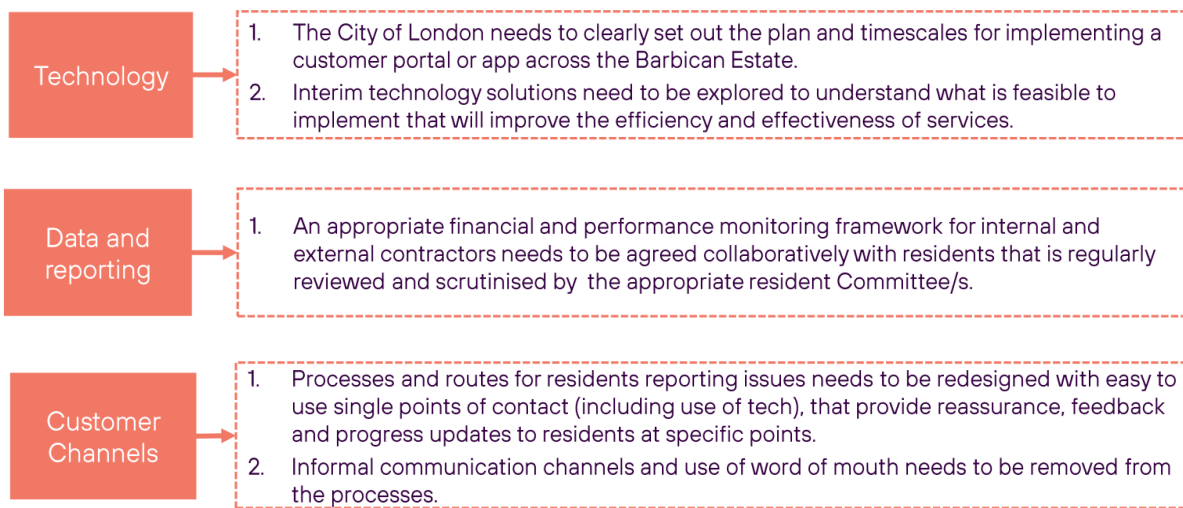 Technology
1. The City of London needs to clearly set out the plan and timescales for implementing a
customer portal or app across the Barbican Estate.
2. Interim technology solutions need to be explored to understand what is feasible to
implement that will improve the efficiency and effectiveness of services.
Data and
reporting
1. An appropriate financial and performance monitoring framework for internal and
external contractors needs to be agreed collaboratively with residents that is regularly
reviewed and scrutinised by the appropriate resident Committee/s.
Customer
Channels
1. Processes and routes for residents reporting issues needs to be redesigned with easy to
use single points of contact (including use of tech), that provide reassurance, feedback
and progress updates to residents at specific points.
2. Informal communication channels and use of word of mouth needs to be removed from
the processes.